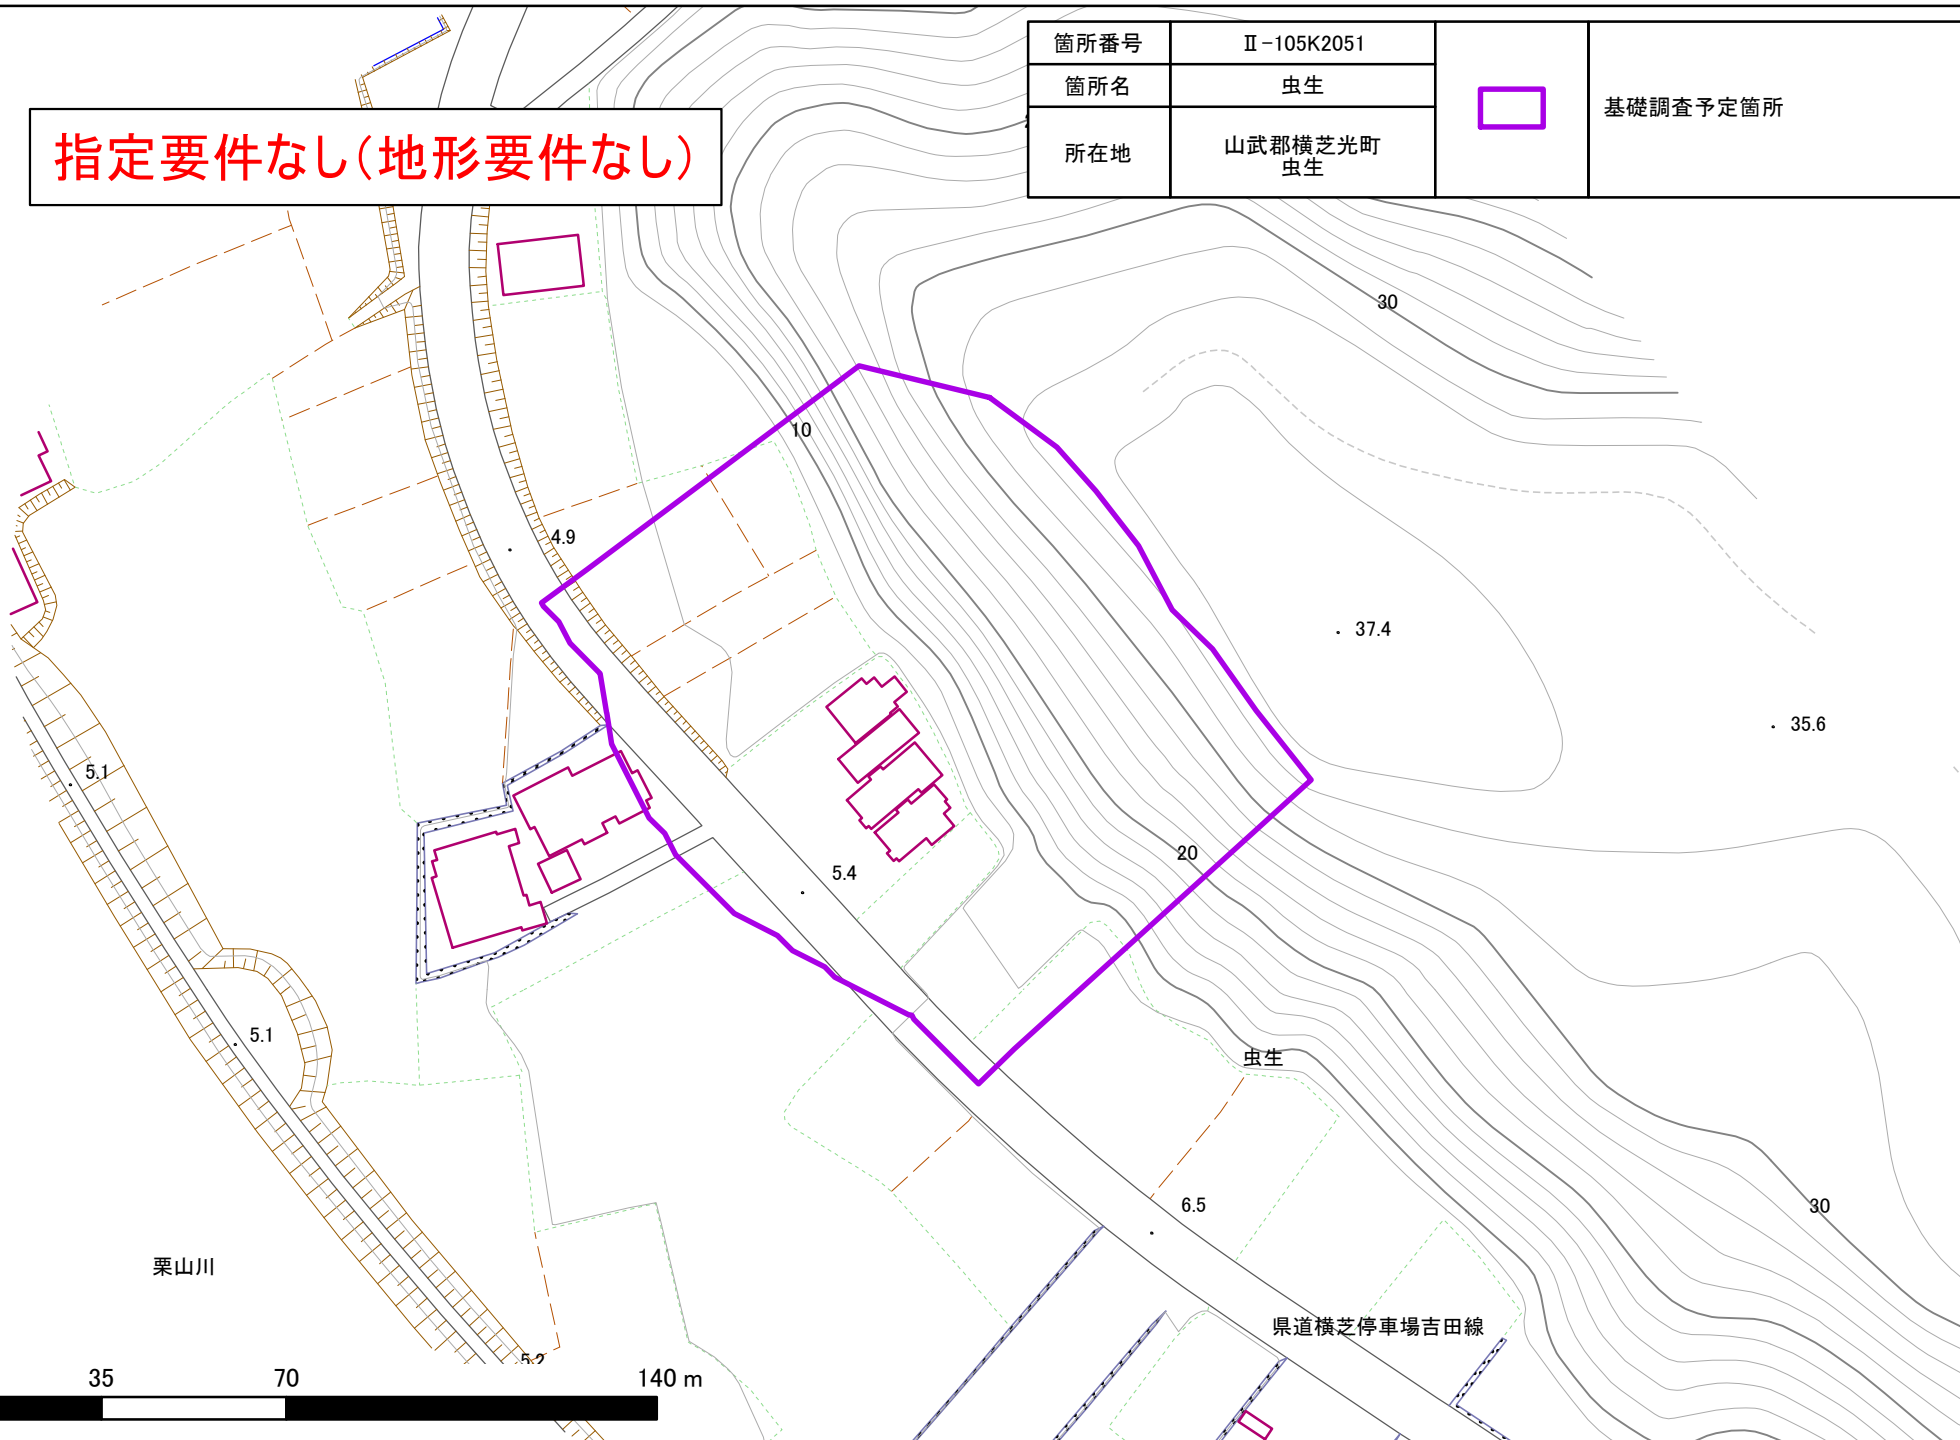 箇所番号
Ⅱ-105K2051
箇所名
虫生
所在地
山武郡横芝光町
虫生
基礎調査予定箇所
指定要件なし(地形要件なし)
30
10
4.9
37.4
35.6
5.1
20
5.4
5.1
虫生
6.5
30
栗山川
県道横芝停車場吉田線
5.2
35
70
140 m